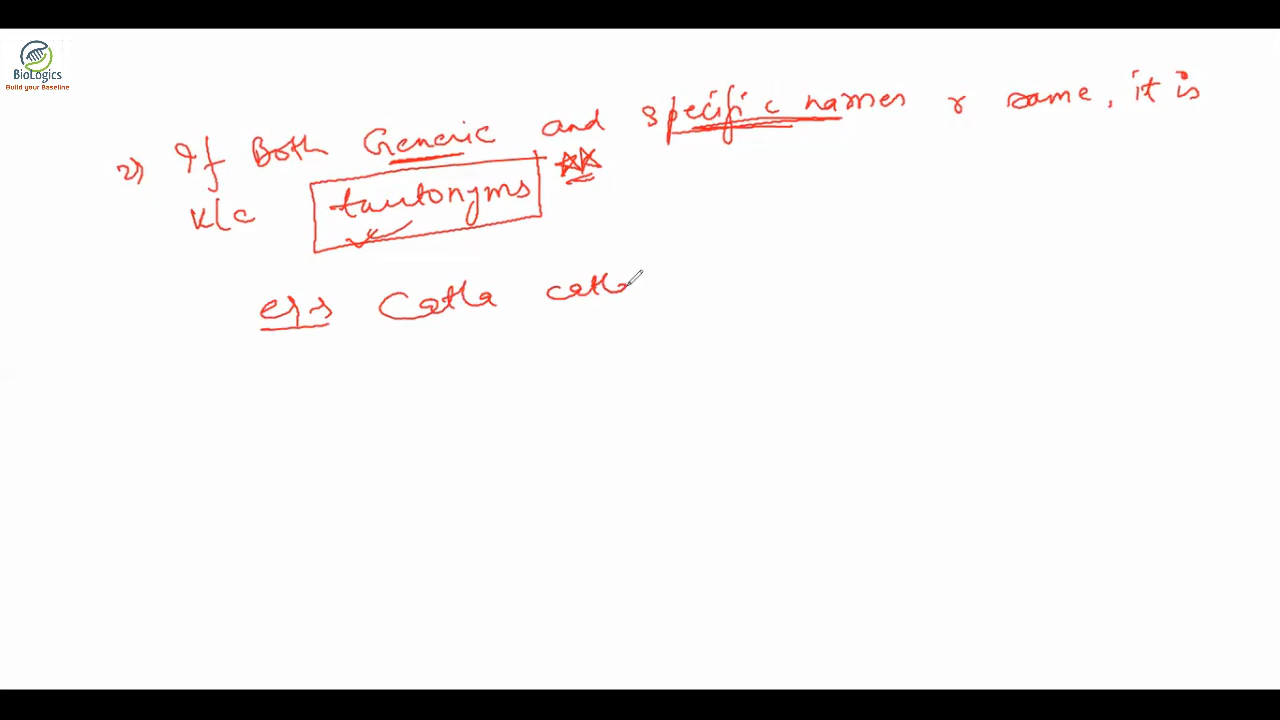 BioLogics
Build your Baseline
2) If Both Generic and specific names r same, it is
k/a tautonyms
eg:s Catla catla